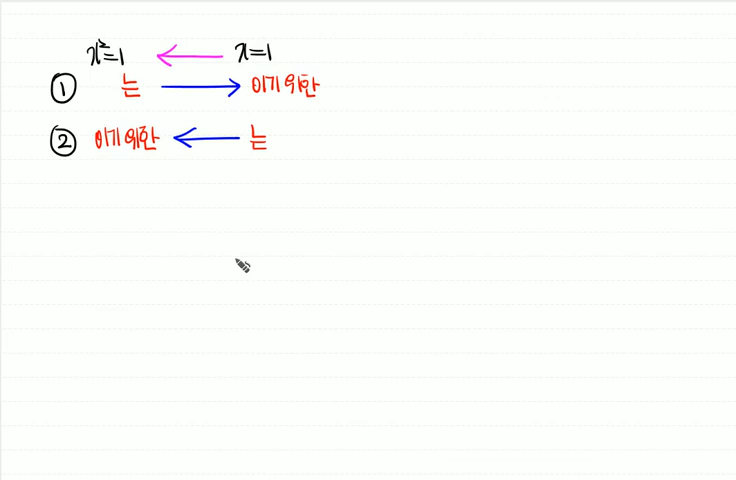 x²=1 ← x=1
① 는 → 이기 위한
② 이기 위한 ← 는